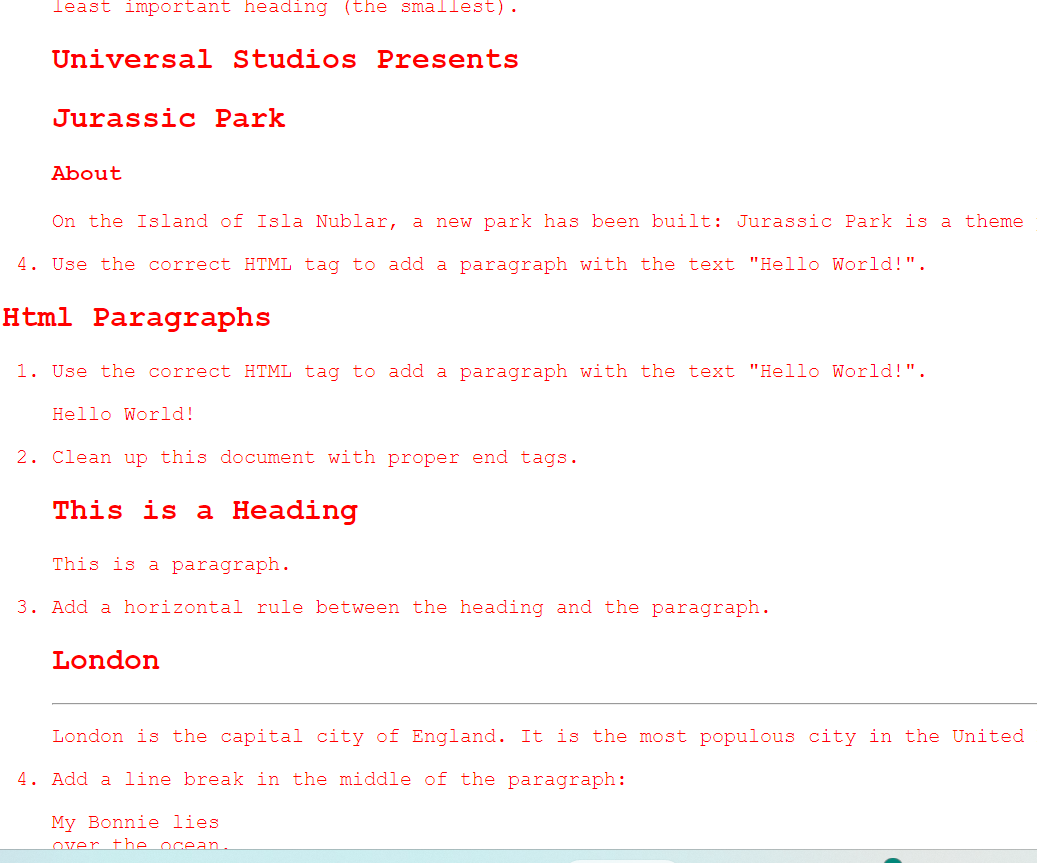 least important heading (the smallest).
Universal Studios Presents
Jurassic Park
About
On the Island of Isla Nublar, a new park has been built: Jurassic Park is a theme
4. Use the correct HTML tag to add a paragraph with the text "Hello World!".
Html Paragraphs
1. Use the correct HTML tag to add a paragraph with the text "Hello World!".
Hello World!
2. Clean up this document with proper end tags.
This is a Heading
This is a paragraph.
3. Add a horizontal rule between the heading and the paragraph.
London
London is the capital city of England. It is the most populous city in the United
4. Add a line break in the middle of the paragraph:
My Bonnie lies
over the ocean.